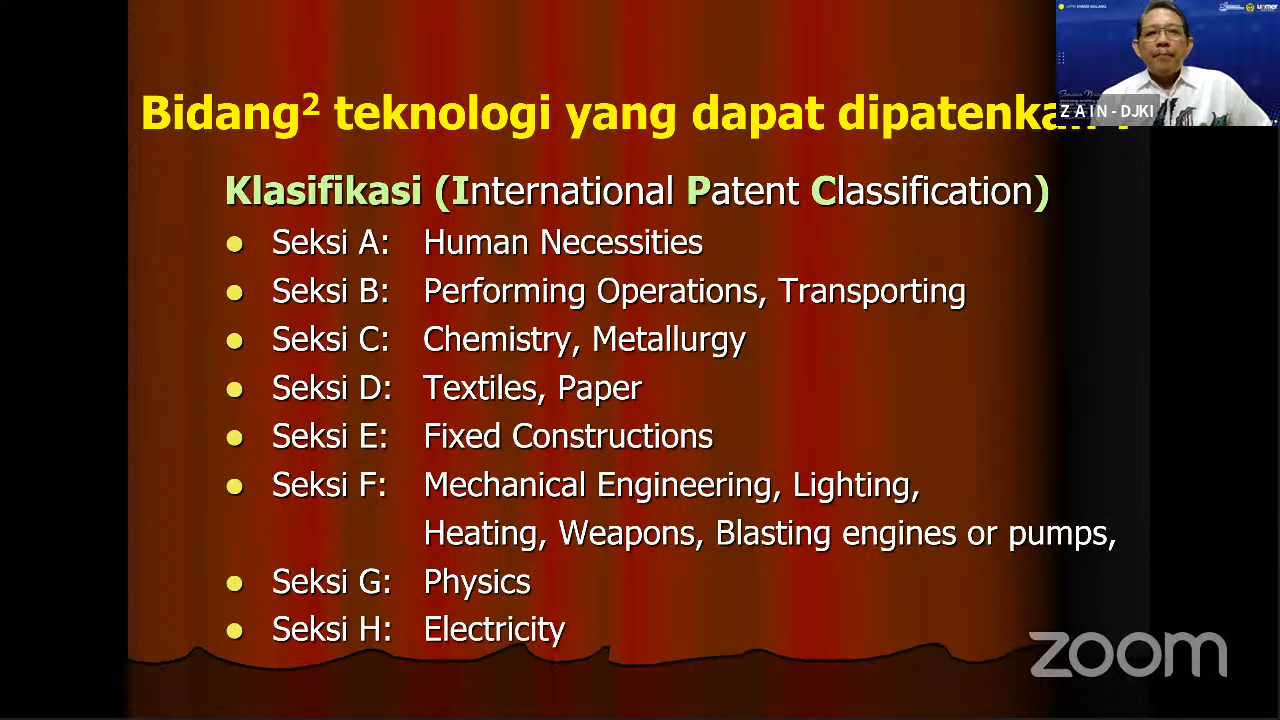 Bidang² teknologi yang dapat dipatenkan
Z A I N - DJKI
Klasifikasi (International Patent Classification)
Seksi A: Human Necessities
Seksi B: Performing Operations, Transporting
Seksi C: Chemistry, Metallurgy
Seksi D: Textiles, Paper
Seksi E: Fixed Constructions
Seksi F: Mechanical Engineering, Lighting,
Heating, Weapons, Blasting engines or pumps,
Seksi G: Physics
Seksi H: Electricity
zoom